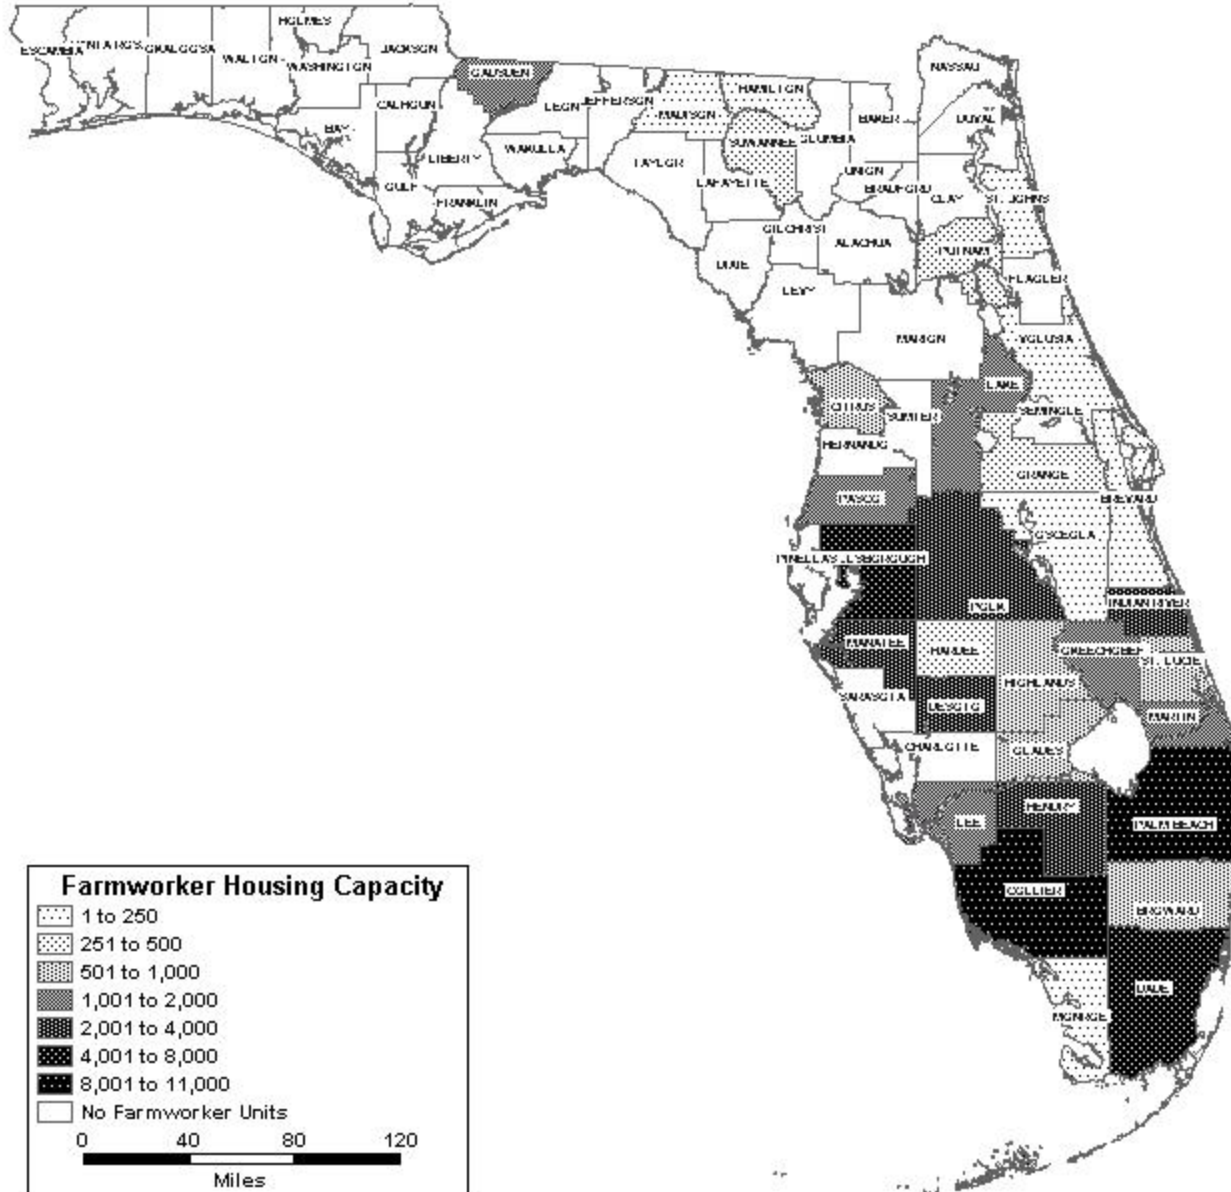 HOLMES
JACKSON
ESCAMBIA
WALTON
WASHINGTON
GADSDEN
LEON
JEFFERSON
MADISON
HAMILTON
NASSAU
CALHOUN
BAKER
DUVAL
BAY
SUWANNEE
LIBERTY
WAKULLA
TAYLOR
LAFAYETTE
UNION
BRADFORD
GULF
FRANKLIN
CLAY
ST. JOHNS
GILCHRIST
ALACHUA
PUTNAM
DIXIE
FLAGLER
LEVY
MARION
VOLUSIA
LAKE
CITRUS
SUMTER
SEMINOLE
HERNANDO
ORANGE
PASCO
BREVARD
OSCEOLA
PINELLAS
LLSBOROUGH
POLK
INDIAN RIVER
MANATEE
HARDEE
OKEECHOBEE
ST. LUCIE
HIGHLANDS
SARASOTA
DESOTO
MARTIN
CHARLOTTE
GLADES
LEE
HENDRY
PALM BEACH
COLLIER
BROWARD
DADE
MONROE
Farmworker Housing Capacity
1 to 250
251 to 500
501 to 1,000
1,001 to 2,000
2,001 to 4,000
4,001 to 8,000
8,001 to 11,000
No Farmworker Units
0 40 80 120
Miles